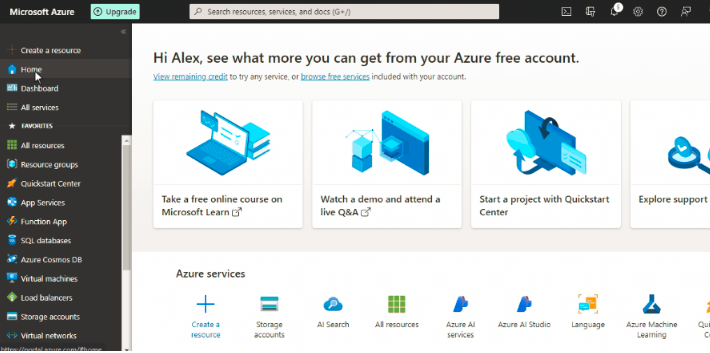 Microsoft Azure
Upgrade
Search resources, services, and docs (G+/)
1
Create a resource
Home
Dashboard
All services
FAVORITES
All resources
Resource groups
Quickstart Center
App Services
Function App
SQL databases
Azure Cosmos DB
Virtual machines
Load balancers
Storage accounts
Virtual networks
https://portal.azure.com/#home
Hi Alex, see what more you can get from your Azure free account.
View remaining credit to try any service, or browse free services included with your account.
Take a free online course on
Microsoft Learn
Watch a demo and attend a
live Q&A
Start a project with Quickstart
Center
Explore support
Azure services
Create a
resource
Storage
accounts
AI Search
All resources
Azure AI
services
Azure AI Studio
Language
Azure Machine
Learning